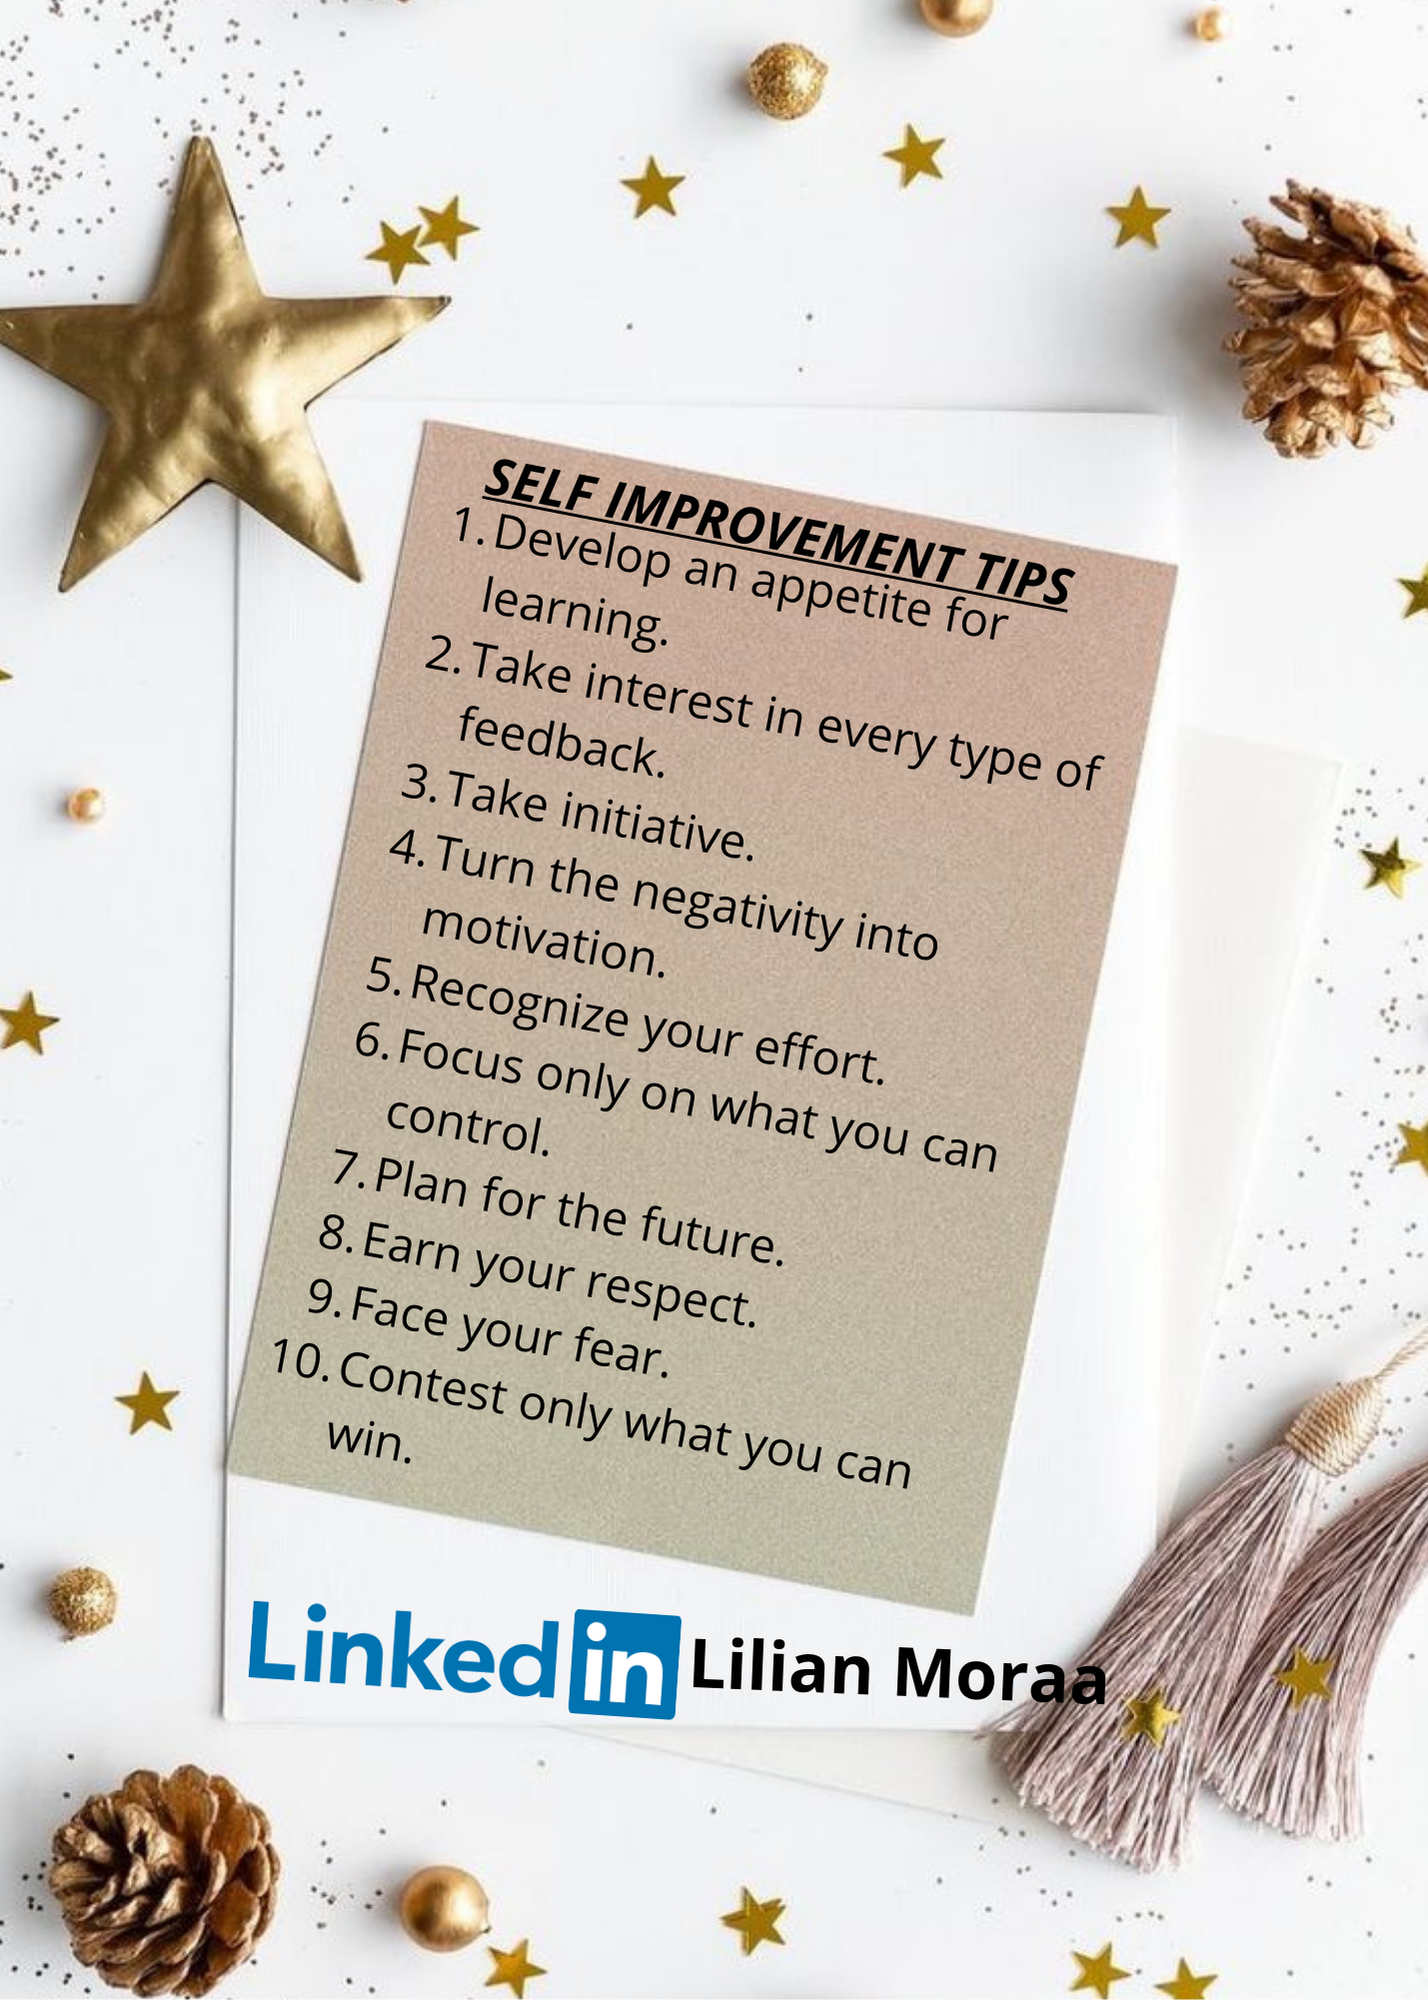 SELF IMPROVEMENT TIPS
1. Develop an appetite for
learning.
2. Take interest in every type of
feedback.
3. Take initiative.
4. Turn the negativity into
motivation.
5. Recognize your effort.
6. Focus only on what you can
control.
7. Plan for the future.
8. Earn your respect.
9. Face your fear.
10. Contest only what you can
win.
Linked in Lilian Moraa